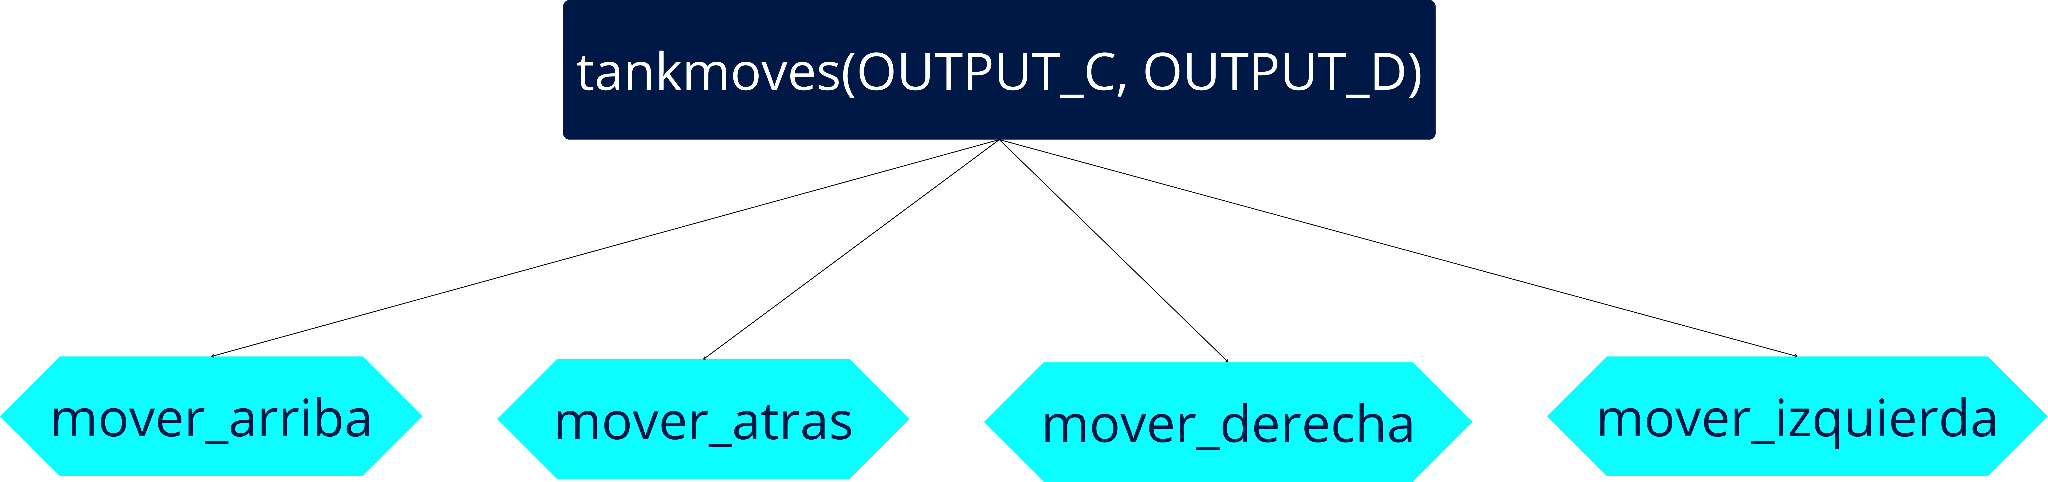 tankmoves(OUTPUT_C, OUTPUT_D)
mover_arriba
mover_atras
mover_derecha
mover_izquierda